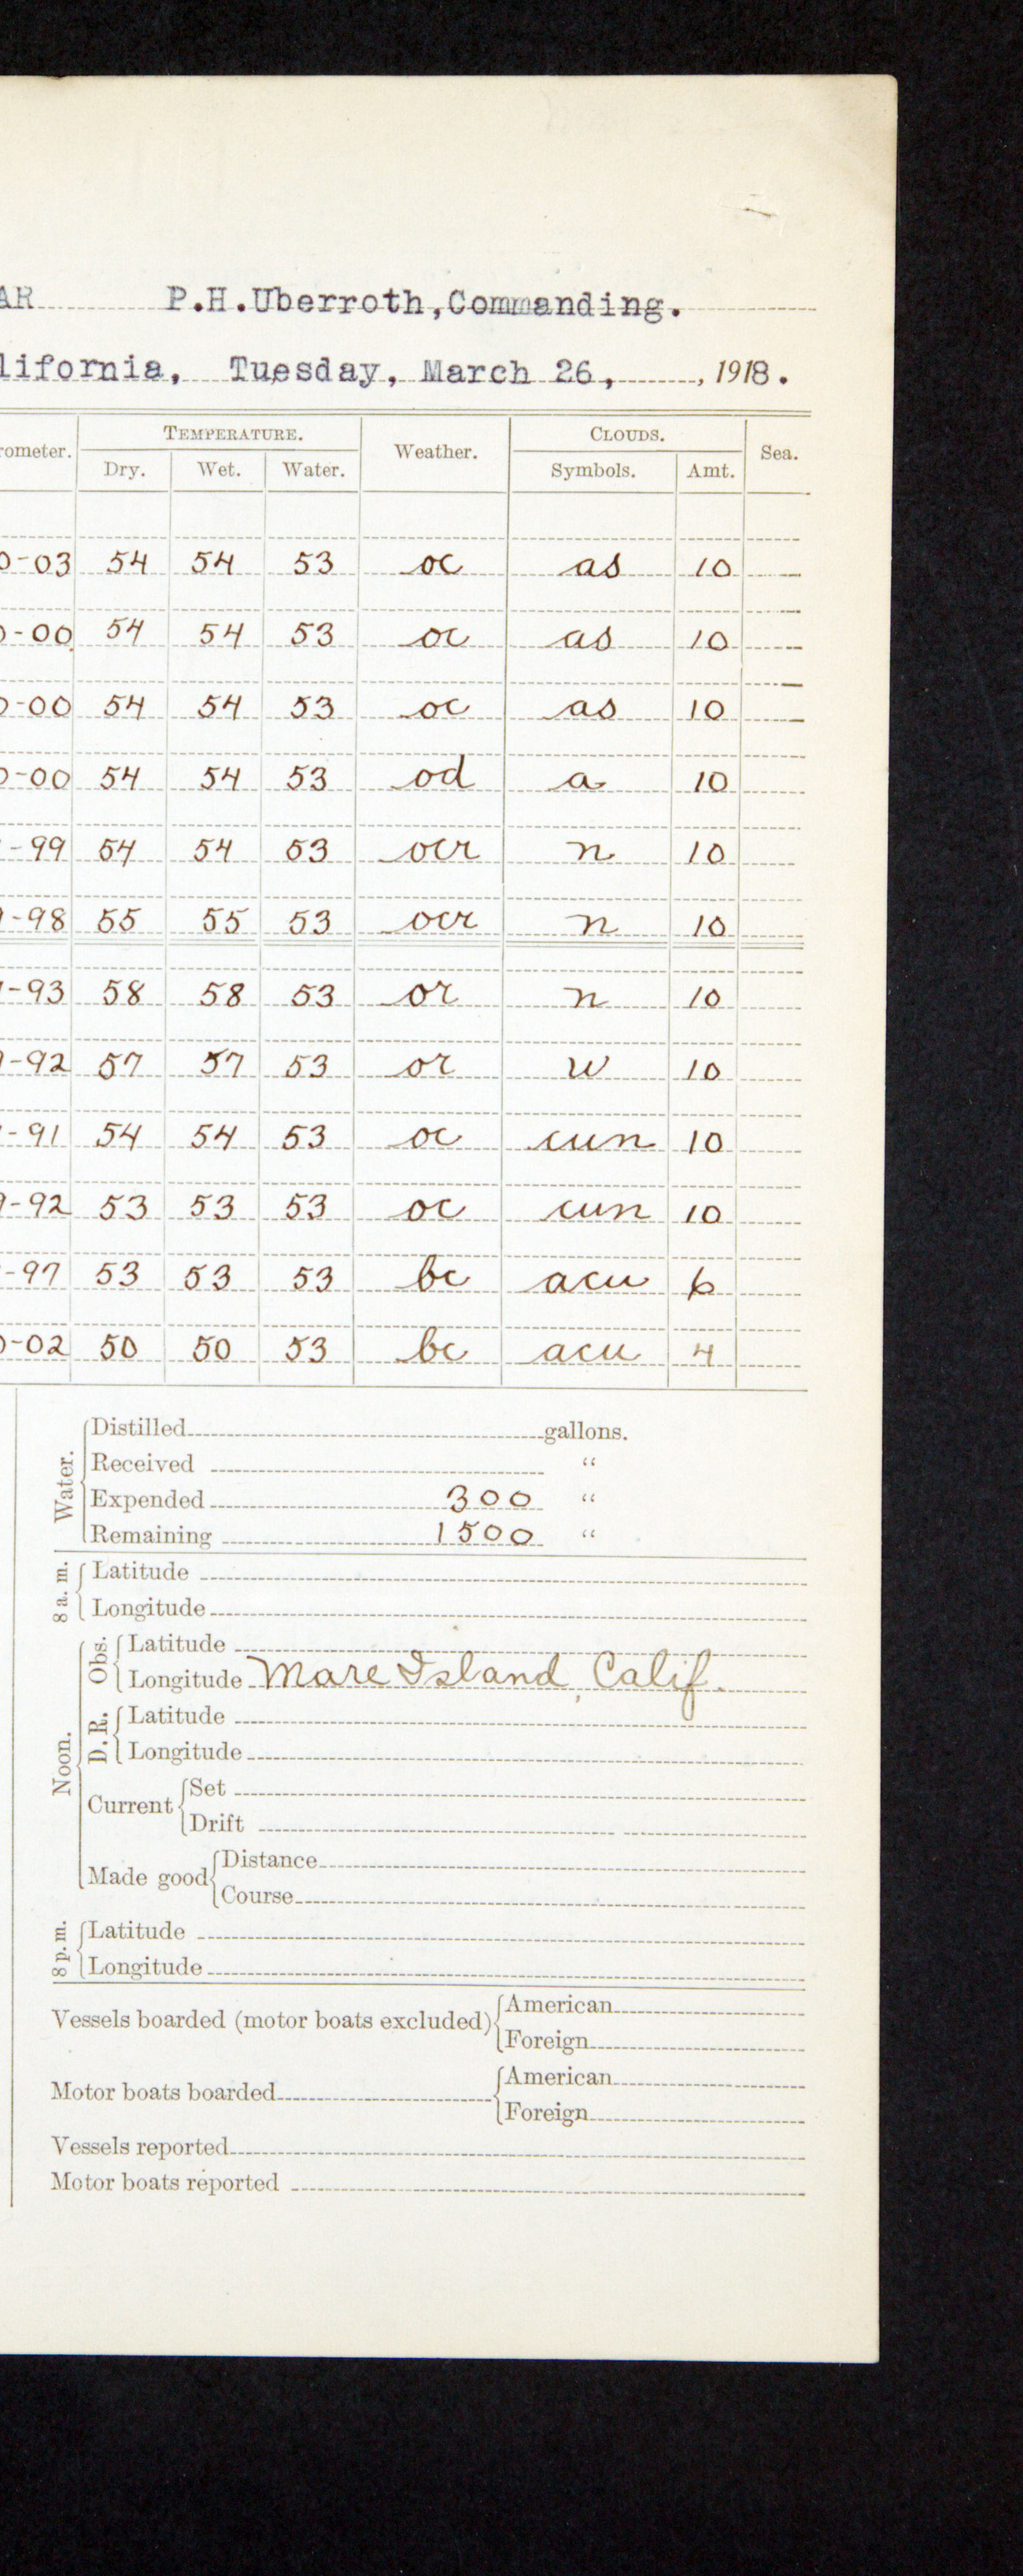 AR P.H.Uberroth,Commanding.
lifornia, Tuesday, March 26, , 1918.
rometer. TEMPERATURE. Weather. CLOUDS. Sea.
Dry. Wet. Water. Symbols. Amt.
0-03 54 54 53 oc as 10 —
0-00 54 54 53 oc as 10 —
0-00 54 54 53 oc as 10 —
0-00 54 54 53 od a 10
-99 54 54 53 ocr n 10
9-98 55 55 53 ocr n 10
9-93 58 58 53 or n 10
9-92 57 57 53 or w 10
-91 54 54 53 oc cun 10
9-92 53 53 53 oc cun 10
-97 53 53 53 bc acu 6
0-02 50 50 53 bc acu 4
Water.
Distilled gallons.
Received "
Expended 300 "
Remaining 1500 "
8 a. m.
Latitude
Longitude
Noon.
Obs.
Latitude
Longitude Mare Island, Calif.
D. R.
Latitude
Longitude
Current
Set
Drift
Made good
Distance
Course
8 p. m.
Latitude
Longitude
Vessels boarded (motor boats excluded)
American
Foreign
Motor boats boarded
American
Foreign
Vessels reported
Motor boats reported